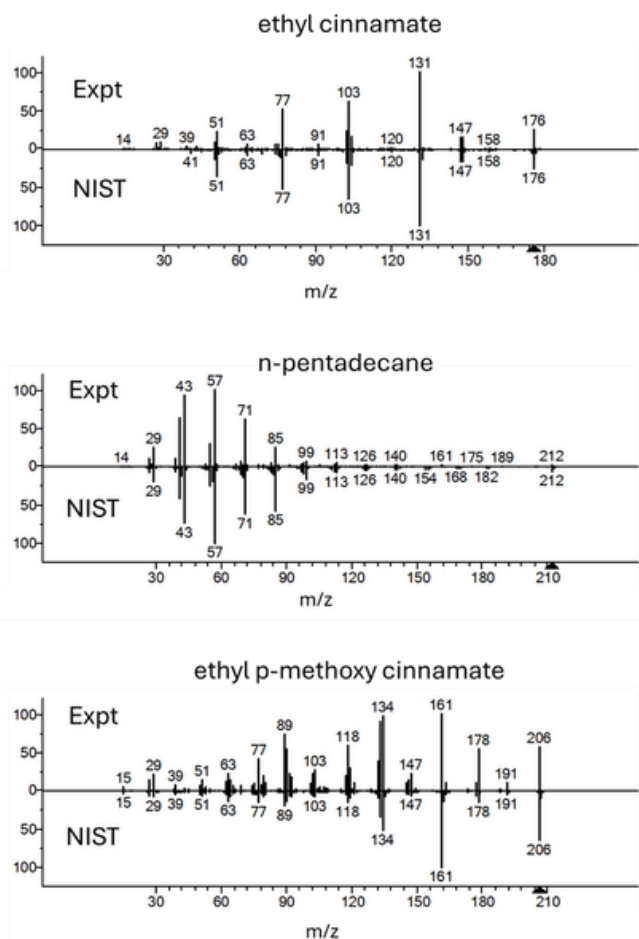 ethyl cinnamate
Expt
100
50
0
50
100
NIST
14 29 39 51 63 77 91 103 120 131 147 158 176
41 51 63 77 91 103 120 131 147 158 176
30 60 90 120 150 180
m/z
n-pentadecane
Expt
100
50
0
50
100
NIST
14 29 43 57 71 85 99 113 126 140 161 175 189 212
29 43 57 71 85 99 113 126 140 154 168 182 212
30 60 90 120 150 180 210
m/z
ethyl p-methoxy cinnamate
Expt
100
50
0
50
100
NIST
15 29 39 51 63 77 89 103 118 134 147 161 178 191 206
15 29 39 51 63 77 89 103 118 134 147 161 178 191 206
30 60 90 120 150 180 210
m/z